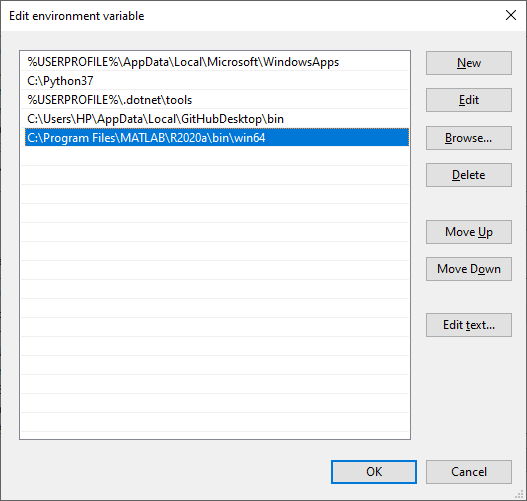 Edit environment variable
%USERPROFILE%\AppData\Local\Microsoft\WindowsApps
C:\Python37
%USERPROFILE%\.dotnet\tools
C:\Users\HP\AppData\Local\GitHubDesktop\bin
C:\Program Files\MATLAB\R2020a\bin\win64
New
Edit
Browse...
Delete
Move Up
Move Down
Edit text...
OK
Cancel